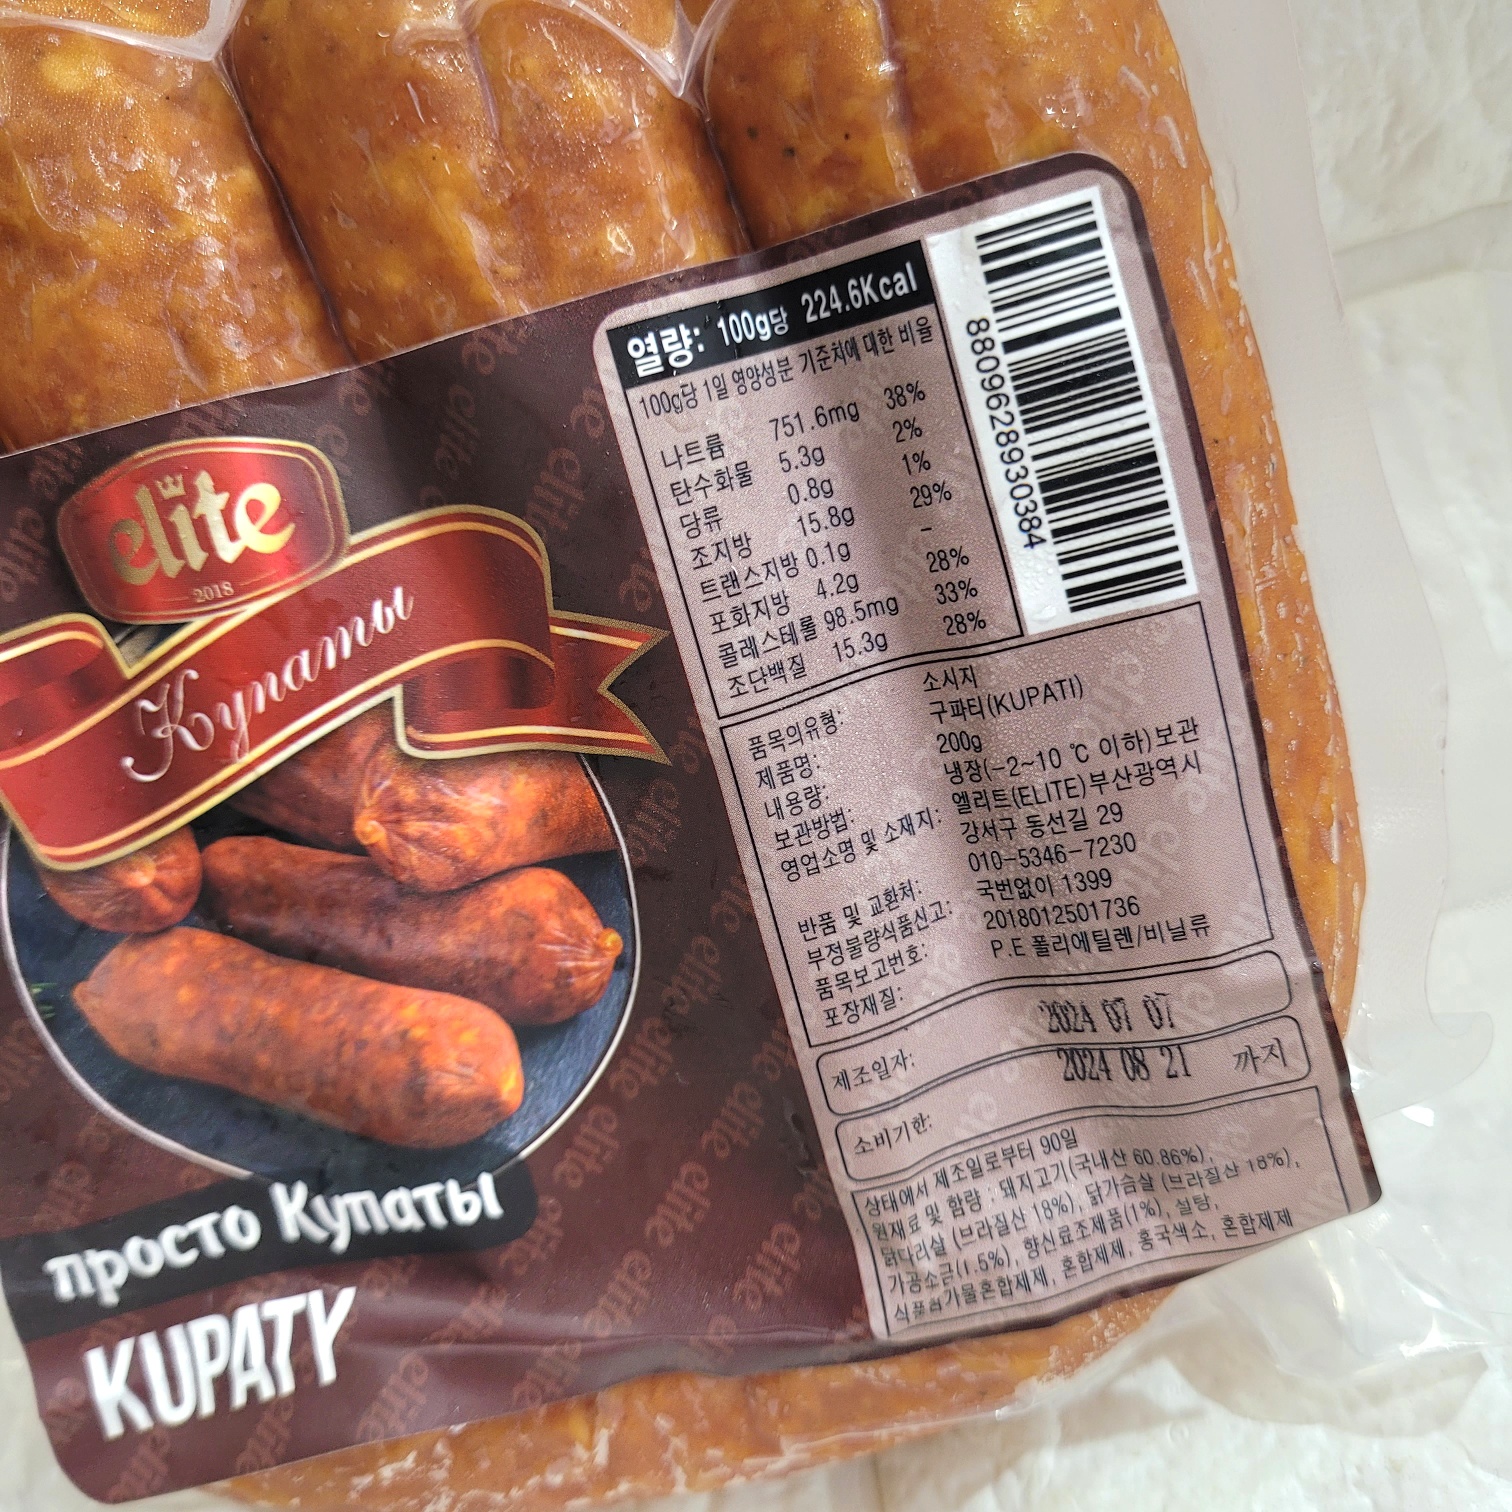 elite
2018
Купаты
просто Купаты
KUPATY
열량: 100g당 224.6Kcal
100g당 1일 영양성분 기준치에 대한 비율
나트륨 751.6mg 38%
탄수화물 5.3g 2%
당류 0.8g 1%
조지방 15.8g 29%
트랜스지방 0.1g -
포화지방 4.2g 28%
콜레스테롤 98.5mg 33%
조단백질 15.3g 28%
8809628930384
품목의유형: 소시지
제품명: 구파티(KUPATI)
내용량: 200g
보관방법: 냉장(-2~10 ℃ 이하)보관
영업소명 및 소재지: 엘리트(ELITE)부산광역시
강서구 동선길 29
반품 및 교환처: 010-5346-7230
부정불량식품신고: 국번없이 1399
품목보고번호: 2018012501736
포장재질: P.E 폴리에틸렌/비닐류
제조일자: 2024 07 07
소비기한: 2024 08 21 까지
상태에서 제조일로부터 90일
원재료 및 함량 : 돼지고기(국내산 60.86%),
닭다리살 (브라질산 18%), 닭가슴살 (브라질산 16%),
가공소금(1.5%), 향신료조제품(1%), 설탕,
식품첨가물혼합제제, 혼합제제, 홍국색소, 혼합제제